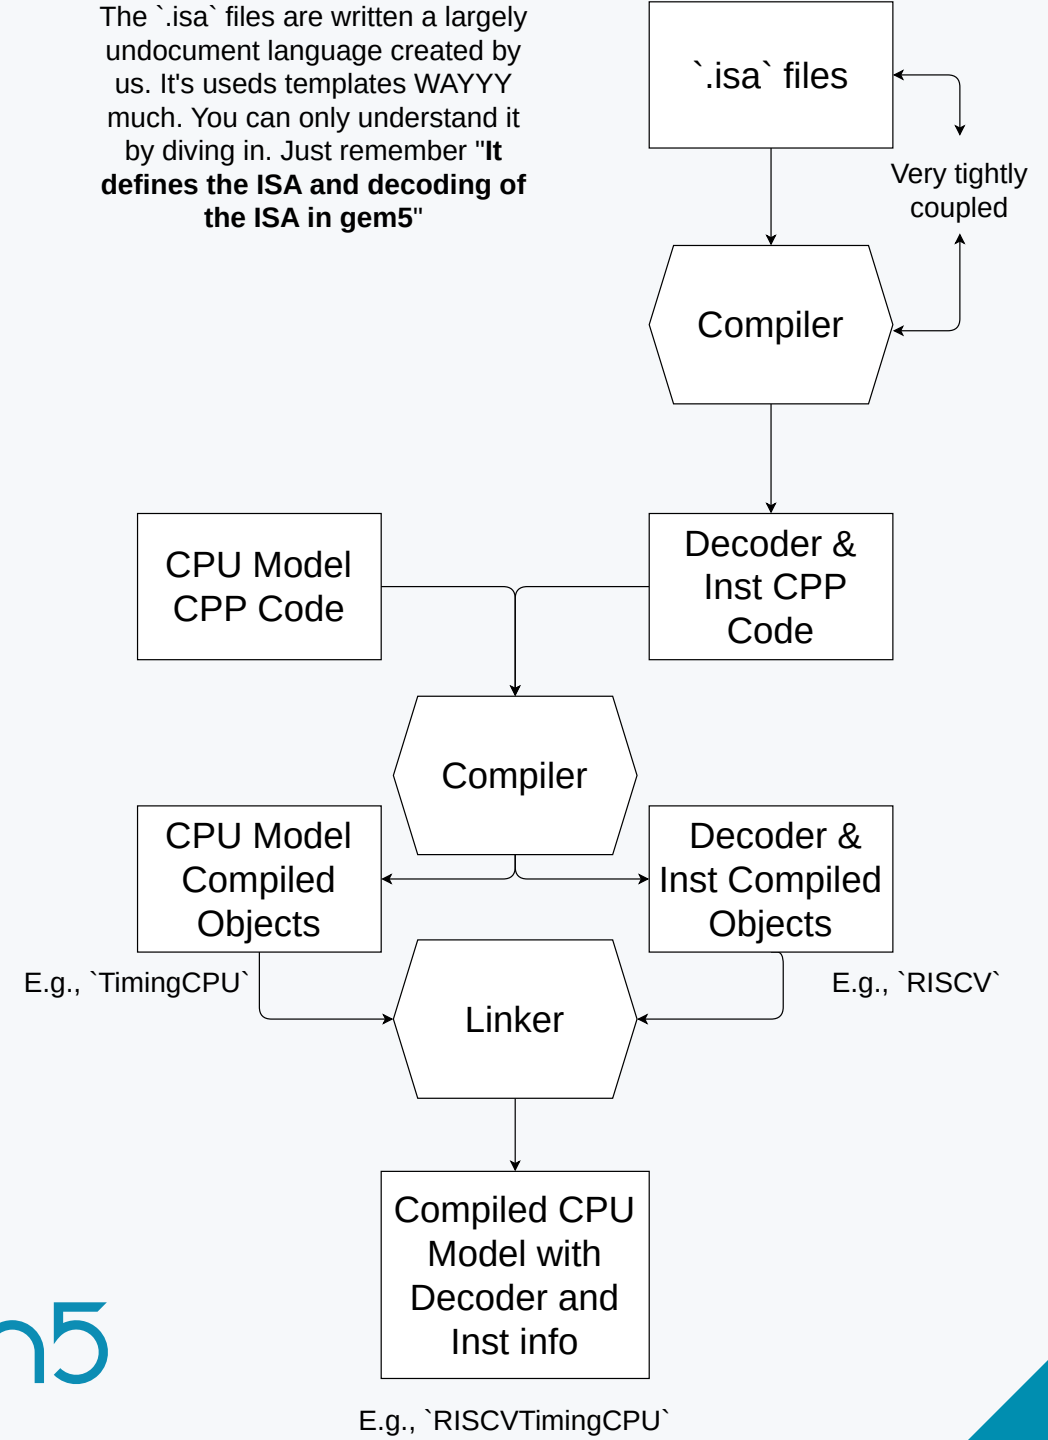 The `.isa` files are written a largely
undocument language created by
us. It's useds templates WAYYY
much. You can only understand it
by diving in. Just remember "It
defines the ISA and decoding of
the ISA in gem5"
`.isa` files
Very tightly
coupled
Compiler
CPU Model
CPP Code
Decoder &
Inst CPP
Code
Compiler
CPU Model
Compiled
Objects
Decoder &
Inst Compiled
Objects
E.g., `TimingCPU`
E.g., `RISCV`
Linker
Compiled CPU
Model with
Decoder and
Inst info
E.g., `RISCVTimingCPU`